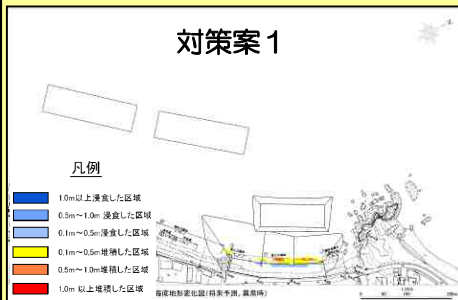 対策案1
凡例
1.0m以上浸食した区域
0.5m～1.0m 浸食した区域
0.1m～0.5m浸食した区域
0.1m～0.5m堆積した区域
0.5m～1.0m堆積した区域
1.0m 以上堆積した区域
海底地形変化図(将来予測，異常時)